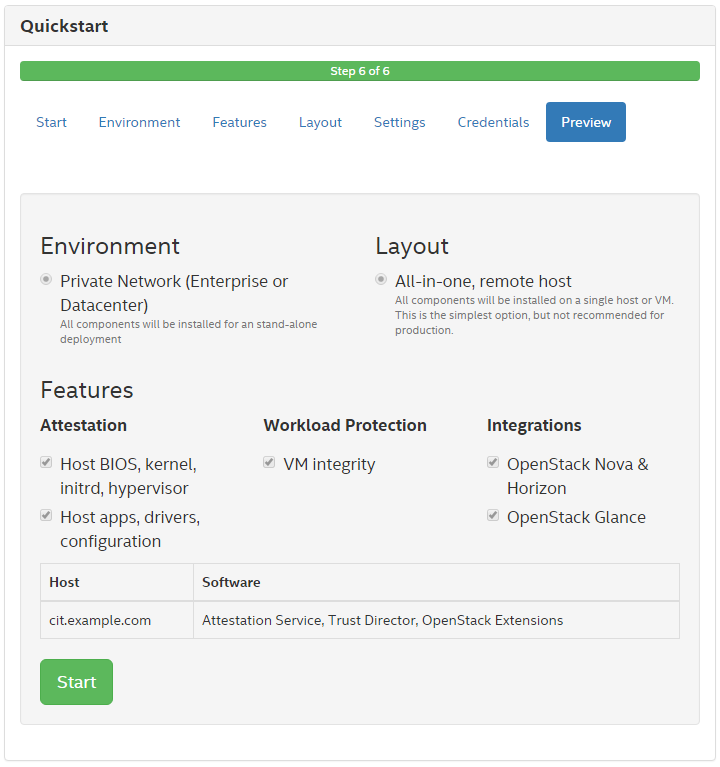 Quickstart
Step 6 of 6
Start Environment Features Layout Settings Credentials Preview
Environment
Private Network (Enterprise or
Datacenter)
All components will be installed for an stand-alone
deployment
Layout
All-in-one, remote host
All components will be installed on a single host or VM.
This is the simplest option, but not recommended for
production.
Features
Attestation
Host BIOS, kernel,
initrd, hypervisor
Host apps, drivers,
configuration
Workload Protection
VM integrity
Integrations
OpenStack Nova &
Horizon
OpenStack Glance
Host Software
cit.example.com Attestation Service, Trust Director, OpenStack Extensions
Start